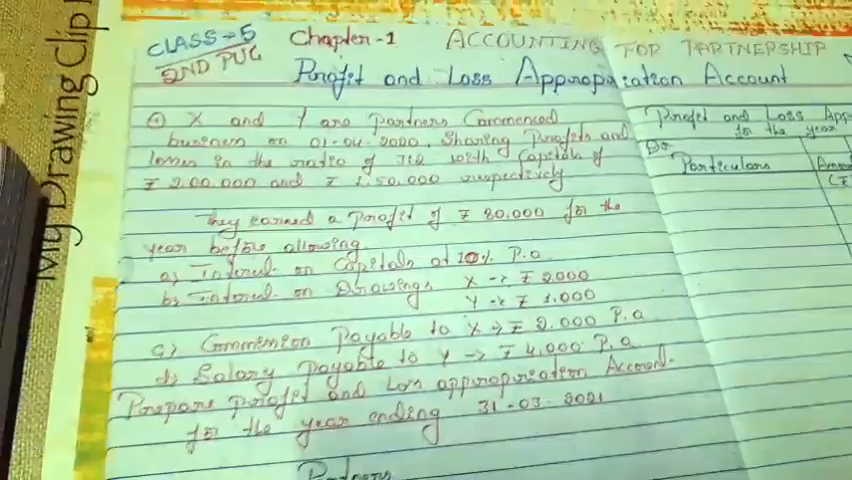 My Drawing Clip
CLASS → 5
2ND PUC
Chapter-1 ACCOUNTING FOR PARTNERSHIP
Profit and Loss Appropriation Account
X and Y are Partners Commenced
business on 01-04-2020, Sharing Profits and
losses in the ratio of 3:2 with Capitals of
₹ 2,00,000 and ₹ 1,50,000 respectively
They earned a Profit of ₹ 80,000 for the
year before allowing.
a) Interest on Capitals at 10% P.a
b) Interest on Drawings X → ₹ 2,000
Y → ₹ 1,000
c) Commission Payable to X → ₹ 2,000 P.a
d) Salary Payable to Y → ₹ 4,000 P.a
Prepare Profit and Loss appropriation Account.
for the year ending 31-03-2021
Profit and Loss App
for the year
Dr
Particulars
(₹